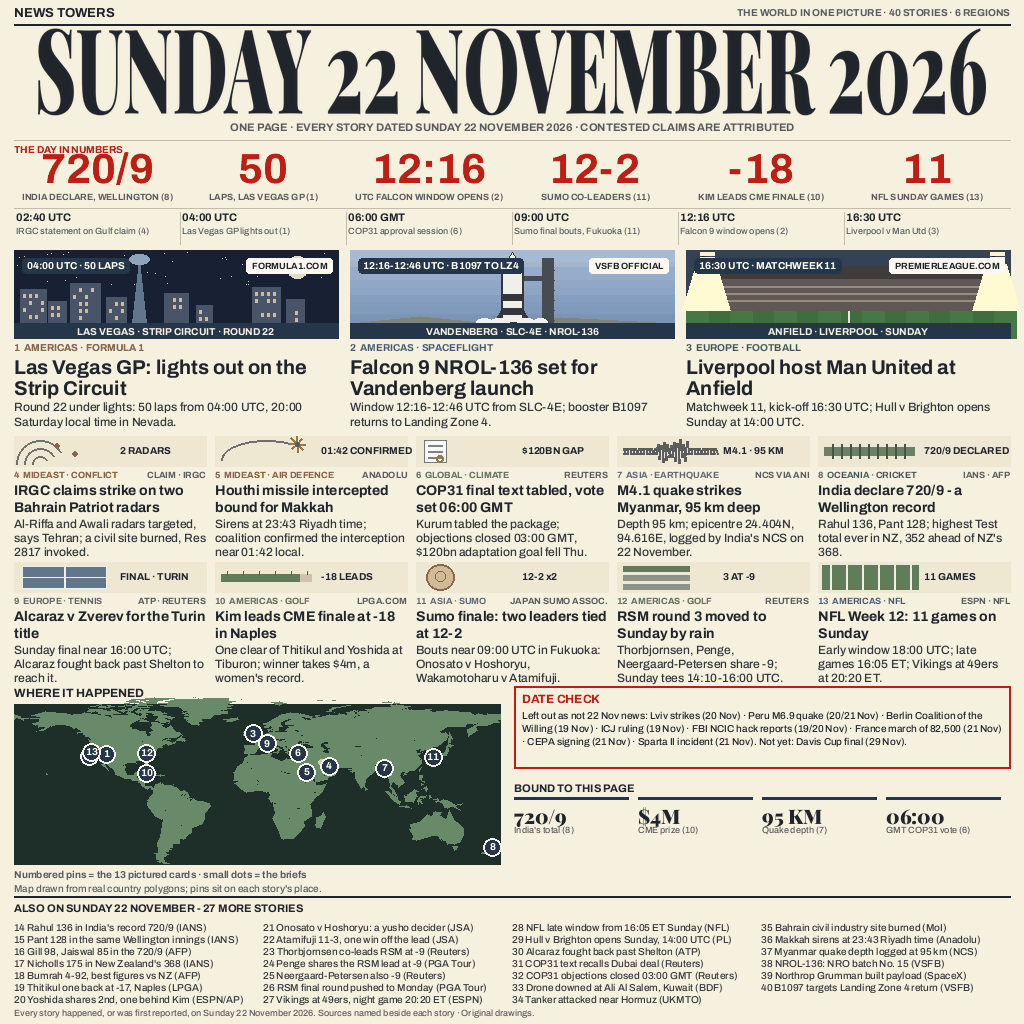 NEWS TOWERS
THE WORLD IN ONE PICTURE · 40 STORIES · 6 REGIONS
SUNDAY 22 NOVEMBER 2026
ONE PAGE · EVERY STORY DATED SUNDAY 22 NOVEMBER 2026 · CONTESTED CLAIMS ARE ATTRIBUTED
THE DAY IN NUMBERS
720/9
INDIA DECLARE, WELLINGTON (8)
50
LAPS, LAS VEGAS GP (1)
12:16
UTC FALCON WINDOW OPENS (2)
12-2
SUMO CO-LEADERS (11)
-18
KIM LEADS CME FINALE (10)
11
NFL SUNDAY GAMES (13)
02:40 UTC
IRGC statement on Gulf claim (4)
04:00 UTC
Las Vegas GP lights out (1)
06:00 GMT
COP31 approval session (6)
09:00 UTC
Sumo final bouts, Fukuoka (11)
12:16 UTC
Falcon 9 window opens (2)
16:30 UTC
Liverpool v Man Utd (3)
04:00 UTC · 50 LAPS
FORMULA1.COM
LAS VEGAS · STRIP CIRCUIT · ROUND 22
1 AMERICAS · FORMULA 1
Las Vegas GP: lights out on the
Strip Circuit
Round 22 under lights: 50 laps from 04:00 UTC, 20:00
Saturday local time in Nevada.
12:16-12:46 UTC · B1097 TO LZ4
VSFB OFFICIAL
VANDENBERG · SLC-4E · NROL-136
2 AMERICAS · SPACEFLIGHT
Falcon 9 NROL-136 set for
Vandenberg launch
Window 12:16-12:46 UTC from SLC-4E; booster B1097
returns to Landing Zone 4.
16:30 UTC · MATCHWEEK 11
PREMIERLEAGUE.COM
ANFIELD · LIVERPOOL · SUNDAY
3 EUROPE · FOOTBALL
Liverpool host Man United at
Anfield
Matchweek 11, kick-off 16:30 UTC; Hull v Brighton opens
Sunday at 14:00 UTC.
2 RADARS
4 MIDEAST · CONFLICT
CLAIM · IRGC
IRGC claims strike on two
Bahrain Patriot radars
Al-Riffa and Awali radars targeted,
says Tehran; a civil site burned, Res
2817 invoked.
01:42 CONFIRMED
5 MIDEAST · AIR DEFENCE
ANADOLU
Houthi missile intercepted
bound for Makkah
Sirens at 23:43 Riyadh time;
coalition confirmed the interception
near 01:42 local.
$120BN GAP
6 GLOBAL · CLIMATE
REUTERS
COP31 final text tabled, vote
set 06:00 GMT
Kurum tabled the package;
objections closed 03:00 GMT,
$120bn adaptation goal fell Thu.
M4.1 · 95 KM
7 ASIA · EARTHQUAKE
NCS VIA ANI
M4.1 quake strikes
Myanmar, 95 km deep
Depth 95 km; epicentre 24.404N,
94.616E, logged by India's NCS on
22 November.
720/9 DECLARED
8 OCEANIA · CRICKET
IANS · AFP
India declare 720/9 - a
Wellington record
Rahul 136, Pant 128; highest Test
total ever in NZ, 352 ahead of NZ's
368.
FINAL · TURIN
9 EUROPE · TENNIS
ATP · REUTERS
Alcaraz v Zverev for the Turin
title
Sunday final near 16:00 UTC;
Alcaraz fought back past Shelton to
reach it.
-18 LEADS
10 AMERICAS · GOLF
LPGA.COM
Kim leads CME finale at -18
in Naples
One clear of Thitikul and Yoshida at
Tiburon; winner takes $4m, a
women's record.
12-2 x2
11 ASIA · SUMO
JAPAN SUMO ASSOC.
Sumo finale: two leaders tied
at 12-2
Bouts near 09:00 UTC in Fukuoka:
Onosato v Hoshoryu,
Wakamotoharu v Atamifuji.
3 AT -9
12 AMERICAS · GOLF
REUTERS
RSM round 3 moved to
Sunday by rain
Thorbjornsen, Penge,
Neergaard-Petersen share -9;
Sunday tees 14:10-16:00 UTC.
11 GAMES
13 AMERICAS · NFL
ESPN · NFL
NFL Week 12: 11 games on
Sunday
Early window 18:00 UTC; late
games 16:05 ET; Vikings at 49ers
at 20:20 ET.
WHERE IT HAPPENED
13 1 12 10 3 9 6 5 4 7 11 8
Numbered pins = the 13 pictured cards · small dots = the briefs
Map drawn from real country polygons; pins sit on each story's place.
DATE CHECK
Left out as not 22 Nov news: Lviv strikes (20 Nov) · Peru M6.9 quake (20/21 Nov) · Berlin Coalition of the
Willing (19 Nov) · ICJ ruling (19 Nov) · FBI NCIC hack reports (19/20 Nov) · France march of 82,500 (21 Nov)
· CEPA signing (21 Nov) · Sparta II incident (21 Nov). Not yet: Davis Cup final (29 Nov).
BOUND TO THIS PAGE
720/9
India's total (8)
$4M
CME prize (10)
95 KM
Quake depth (7)
06:00
GMT COP31 vote (6)
ALSO ON SUNDAY 22 NOVEMBER - 27 MORE STORIES
14 Rahul 136 in India's record 720/9 (IANS)
15 Pant 128 in the same Wellington innings (IANS)
16 Gill 98, Jaiswal 85 in the 720/9 (AFP)
17 Nicholls 175 in New Zealand's 368 (IANS)
18 Bumrah 4-92, best figures vs NZ (AFP)
19 Thitikul one back at -17, Naples (LPGA)
20 Yoshida shares 2nd, one behind Kim (ESPN/AP)
21 Onosato v Hoshoryu: a yusho decider (JSA)
22 Atamifuji 11-3, one win off the lead (JSA)
23 Thorbjornsen co-leads RSM at -9 (Reuters)
24 Penge shares the RSM lead at -9 (PGA Tour)
25 Neergaard-Petersen also -9 (Reuters)
26 RSM final round pushed to Monday (PGA Tour)
27 Vikings at 49ers, night game 20:20 ET (ESPN)
28 NFL late window from 16:05 ET Sunday (NFL)
29 Hull v Brighton opens Sunday, 14:00 UTC (PL)
30 Alcaraz fought back past Shelton (ATP)
31 COP31 text recalls Dubai deal (Reuters)
32 COP31 objections closed 03:00 GMT (Reuters)
33 Drone downed at Ali Al Salem, Kuwait (BDF)
34 Tanker attacked near Hormuz (UKMTO)
35 Bahrain civil industry site burned (MoI)
36 Makkah sirens at 23:43 Riyadh time (Anadolu)
37 Myanmar quake depth logged at 95 km (NCS)
38 NROL-136: NRO batch No. 15 (VSFB)
39 Northrop Grumman built payload (SpaceX)
40 B1097 targets Landing Zone 4 return (VSFB)
Every story happened, or was first reported, on Sunday 22 November 2026. Sources named beside each story · Original drawings.